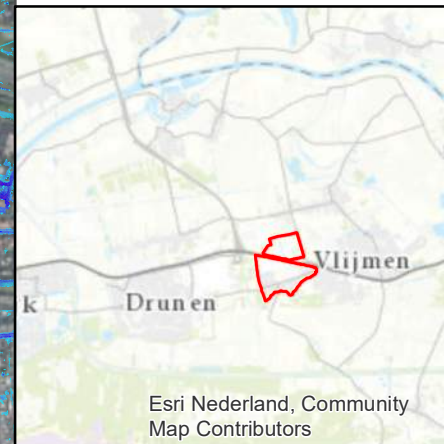 Vlijmen
k
Drunen
Esri Nederland, Community
Map Contributors